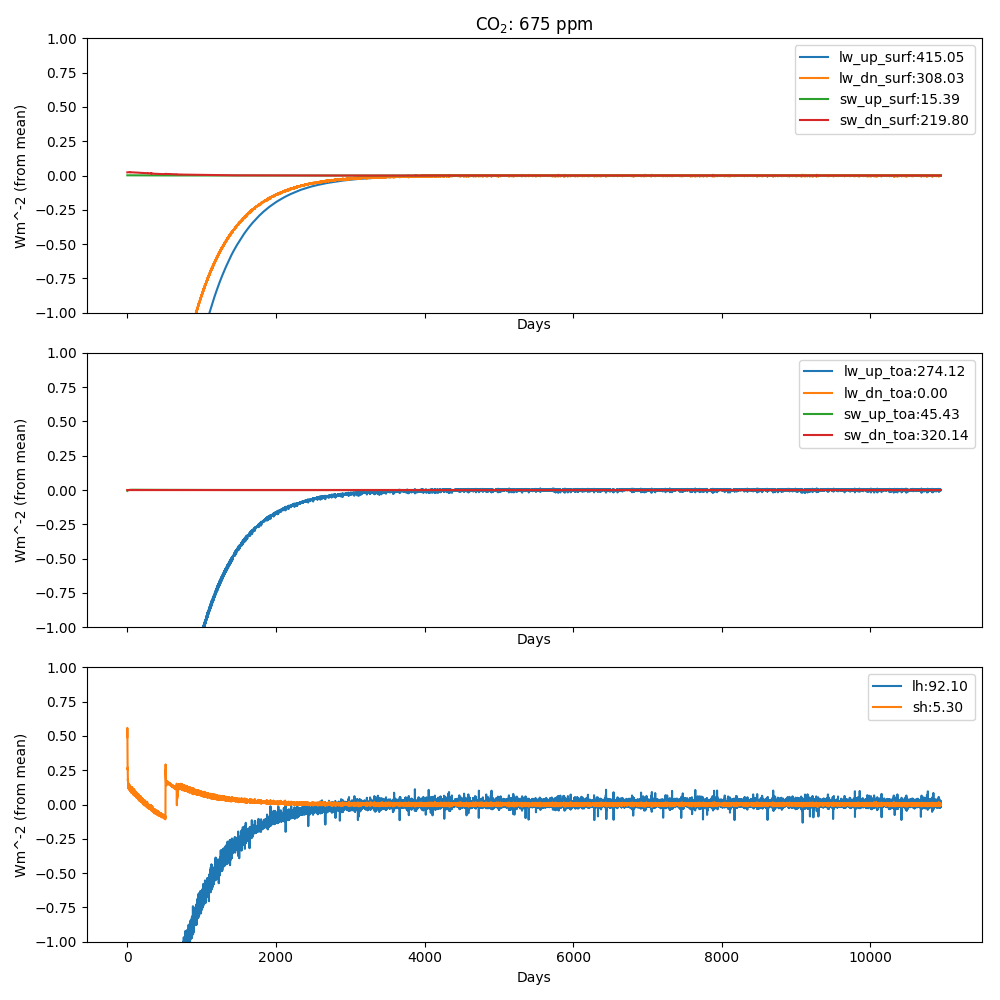 CO₂: 675 ppm
1.00
0.75
0.50
0.25
0.00
−0.25
−0.50
−0.75
−1.00
Wm^-2 (from mean)
lw_up_surf:415.05
lw_dn_surf:308.03
sw_up_surf:15.39
sw_dn_surf:219.80
Days
1.00
0.75
0.50
0.25
0.00
−0.25
−0.50
−0.75
−1.00
Wm^-2 (from mean)
lw_up_toa:274.12
lw_dn_toa:0.00
sw_up_toa:45.43
sw_dn_toa:320.14
Days
1.00
0.75
0.50
0.25
0.00
−0.25
−0.50
−0.75
−1.00
Wm^-2 (from mean)
lh:92.10
sh:5.30
0 2000 4000 6000 8000 10000
Days